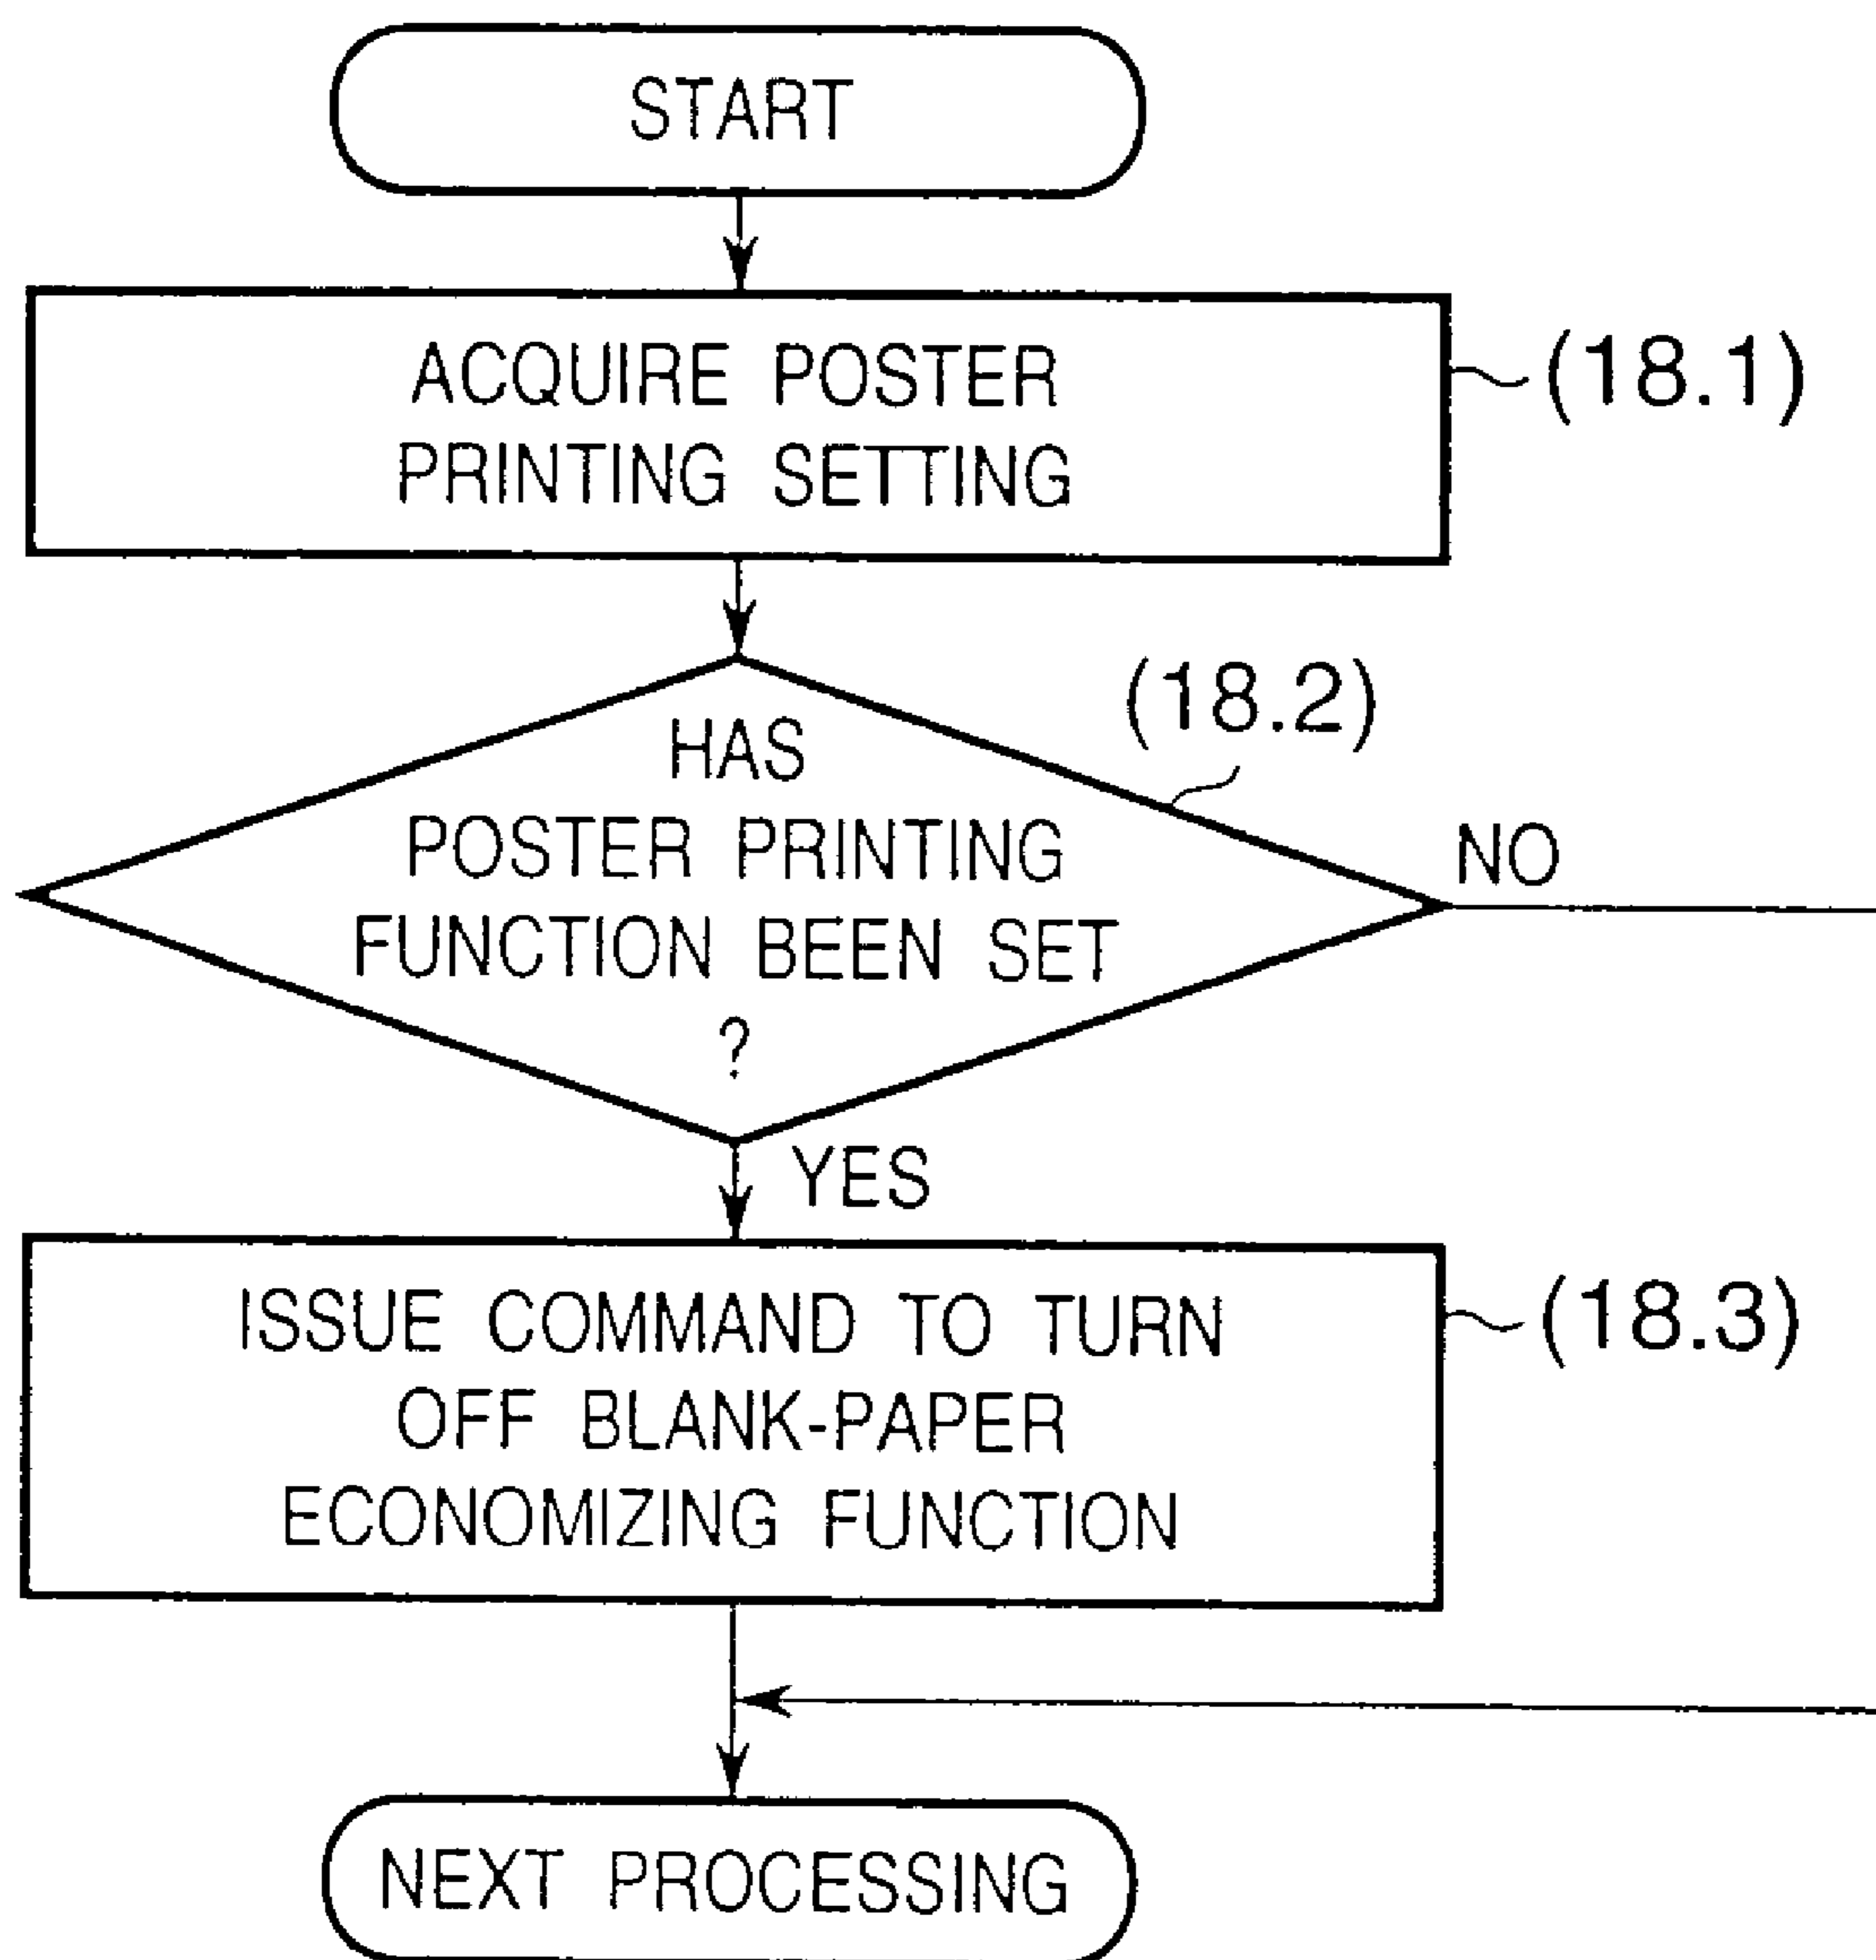 START
ACQUIRE POSTER
PRINTING SETTING
(18.1)
(18.2)
HAS
POSTER PRINTING
FUNCTION BEEN SET
?
NO
YES
ISSUE COMMAND TO TURN
OFF BLANK-PAPER
ECONOMIZING FUNCTION
(18.3)
NEXT PROCESSING